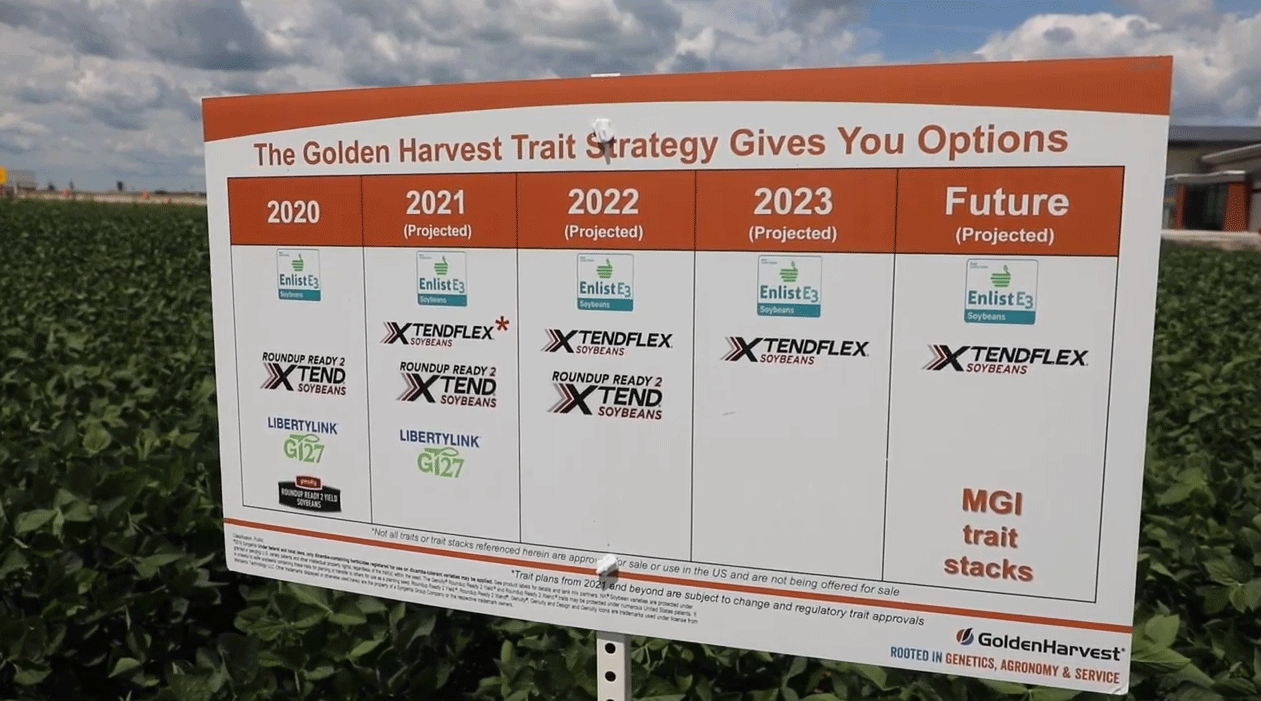 The Golden Harvest Trait Strategy Gives You Options
2020
Enlist E3
Soybeans
ROUNDUP READY 2
XTEND
SOYBEANS
LIBERTYLINK
GT27
ROUNDUP READY 2 YIELD
SOYBEANS
2021
(Projected)
Enlist E3
Soybeans
XTENDFLEX*
SOYBEANS
ROUNDUP READY 2
XTEND
SOYBEANS
LIBERTYLINK
GT27
2022
(Projected)
Enlist E3
Soybeans
XTENDFLEX
SOYBEANS
ROUNDUP READY 2
XTEND
SOYBEANS
2023
(Projected)
Enlist E3
Soybeans
XTENDFLEX
SOYBEANS
Future
(Projected)
Enlist E3
Soybeans
XTENDFLEX
SOYBEANS
MGI
trait
stacks
*Not all traits or trait stacks referenced herein are for sale or use in the US and are not being offered for sale
*Trait plans from 2021 and beyond are subject to change and regulatory trait approvals
GoldenHarvest
ROOTED IN GENETICS, AGRONOMY & SERVICE